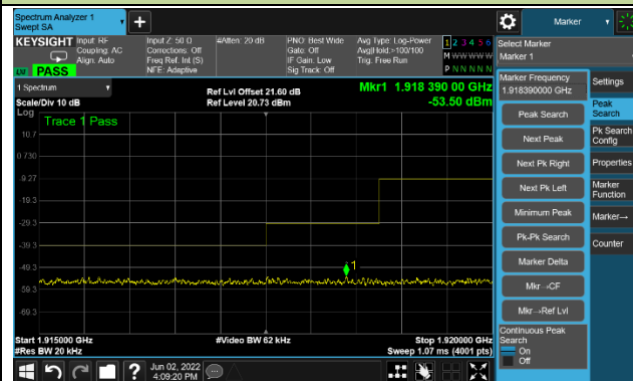 Spectrum Analyzer 1
Swept SA
Marker
KEYSIGHT
Input: RF
Coupling: AC
Align: Auto
Input Z: 50 Ω
Corrections: Off
Freq Ref: Int (S)
NFE: Adaptive
#Atten: 20 dB
PNO: Best Wide
Gate: Off
IF Gain: Low
Sig Track: Off
Avg Type: Log-Power
Avg|Hold:>100/100
Trig: Free Run
1 2 3 4 5 6
M W W W W W
P N N N N N
PASS
Select Marker
Marker 1
1 Spectrum
Scale/Div 10 dB
Log
Ref Lvl Offset 21.60 dB
Ref Level 20.73 dBm
Mkr1 1.918 390 00 GHz
-53.50 dBm
Trace 1 Pass
10.7
0.730
-9.27
-19.3
-29.3
-39.3
-49.3
-59.3
-69.3
1
Start 1.915000 GHz
#Res BW 20 kHz
#Video BW 62 kHz
Stop 1.920000 GHz
Sweep 1.07 ms (4001 pts)
Marker Frequency
1.918390000 GHz
Peak Search
Next Peak
Next Pk Right
Next Pk Left
Minimum Peak
Pk-Pk Search
Marker Delta
Mkr→CF
Mkr→Ref Lvl
Continuous Peak
Search
On
Off
Settings
Peak
Search
Pk Search
Config
Properties
Marker
Function
Marker→
Counter
Jun 02, 2022
4:09:20 PM